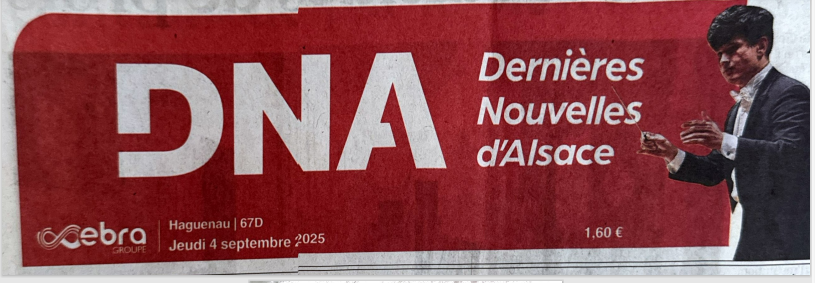 DNA
Dernières
Nouvelles
d'Alsace
ebra
GROUPE
Haguenau | 67D
Jeudi 4 septembre 2025
1,60 €